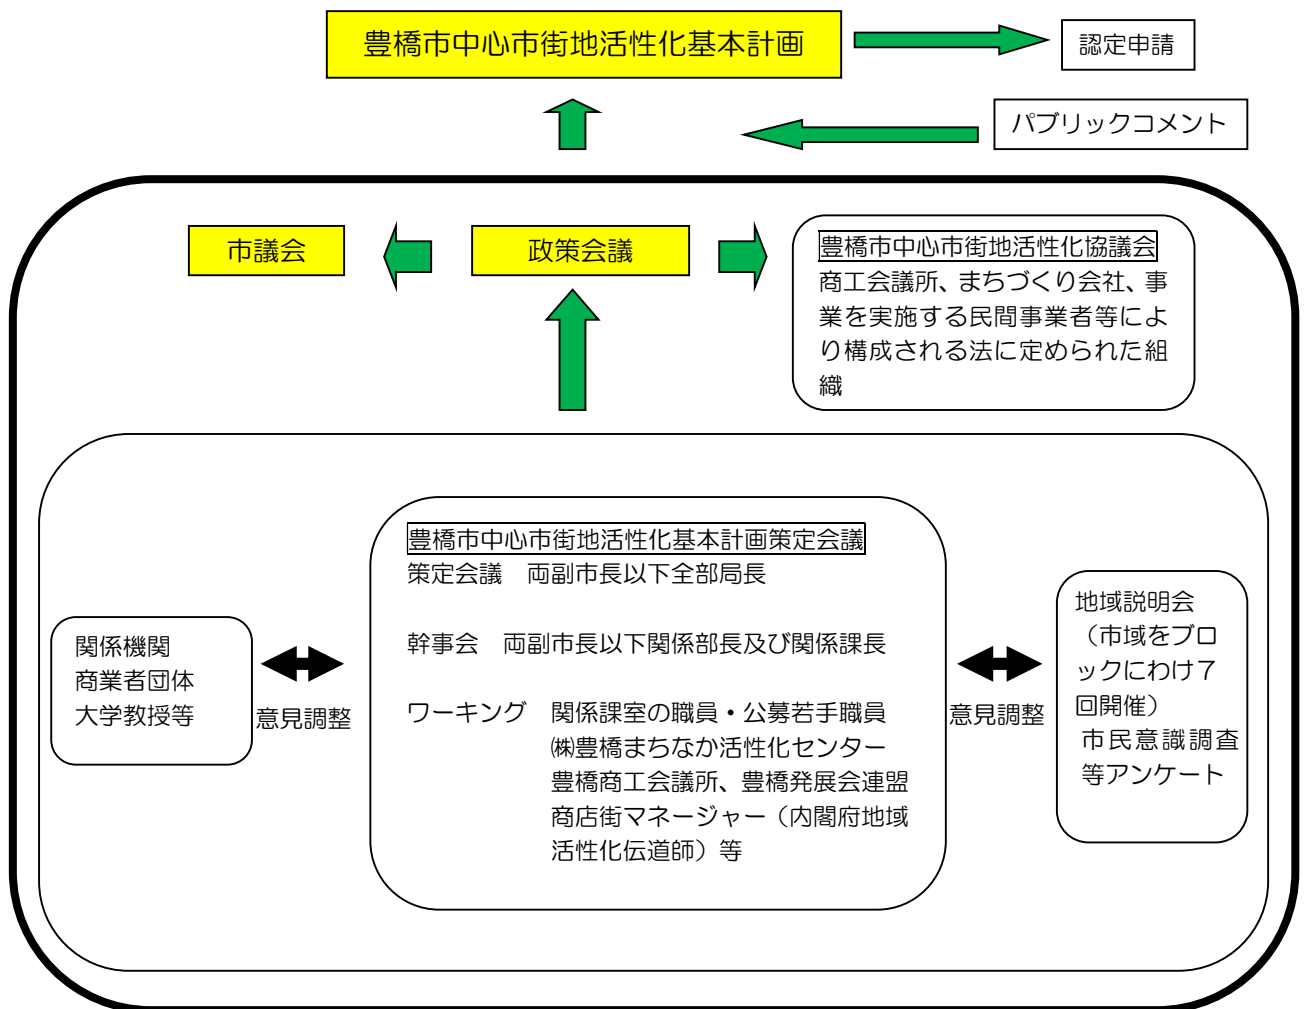 豊橋市中心市街地活性化基本計画
認定申請
パブリックコメント
市議会
政策会議
豊橋市中心市街地活性化協議会
商工会議所、まちづくり会社、事
業を実施する民間事業者等によ
り構成される法に定められた組
織
豊橋市中心市街地活性化基本計画策定会議
策定会議　両副市長以下全部局長
幹事会　両副市長以下関係部長及び関係課長
ワーキング　関係課室の職員・公募若手職員
㈱豊橋まちなか活性化センター
豊橋商工会議所、豊橋発展会連盟
商店街マネージャー（内閣府地域
活性化伝道師）等
関係機関
商業者団体
大学教授等
意見調整
意見調整
地域説明会
（市域をブロ
ックにわけ７
回開催）
市民意識調査
等アンケート